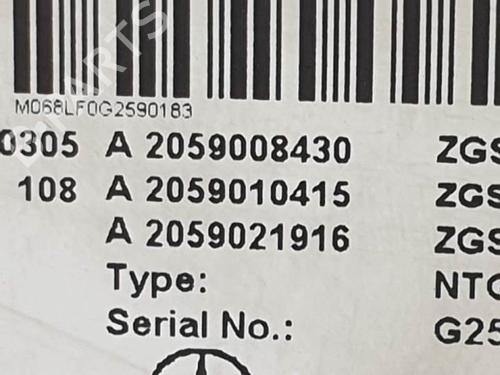 M068LF0G2590183
0305 A 2059008430 ZGS
108 A 2059010415 ZGS
A 2059021916 ZGS
Type: NTG
Serial No.: G25